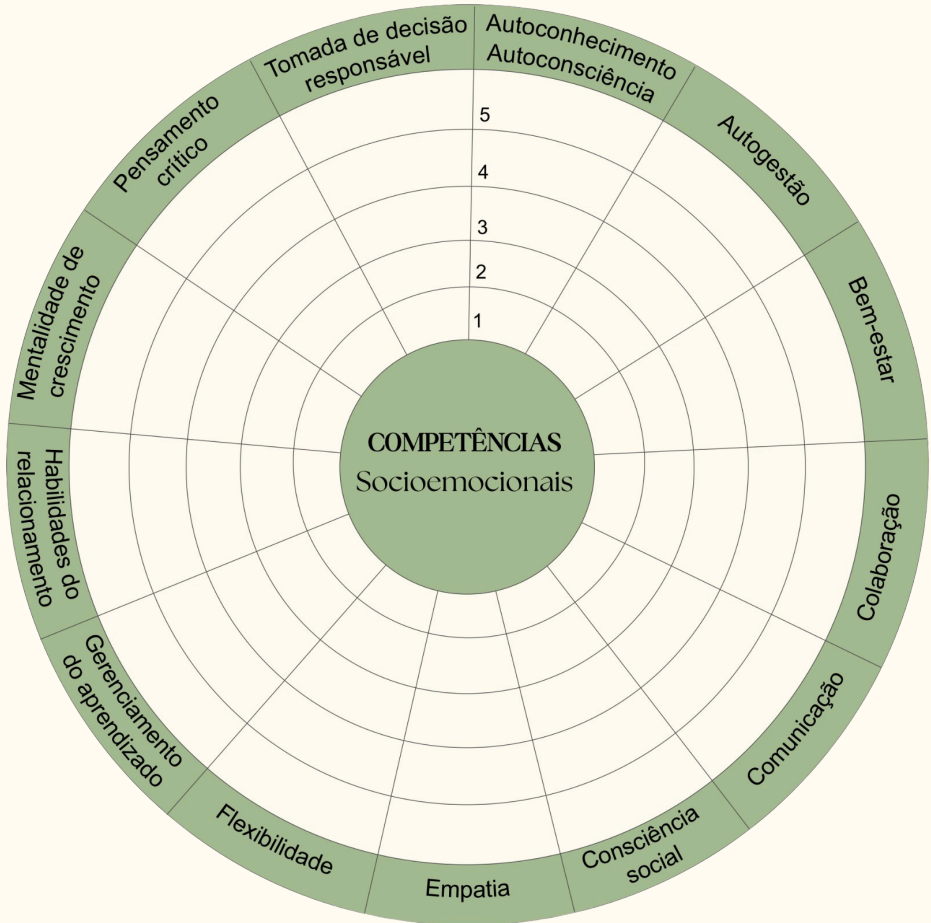 Autoconhecimento
Autoconsciência
Autogestão
Bem-estar
Colaboração
Comunicação
Consciência
social
Empatia
Flexibilidade
Gerenciamento
do aprendizado
Habilidades do
relacionamento
Mentalidade de
crescimento
Pensamento
crítico
Tomada de decisão
responsável
5
4
3
2
1
COMPETÊNCIAS
Socioemocionais